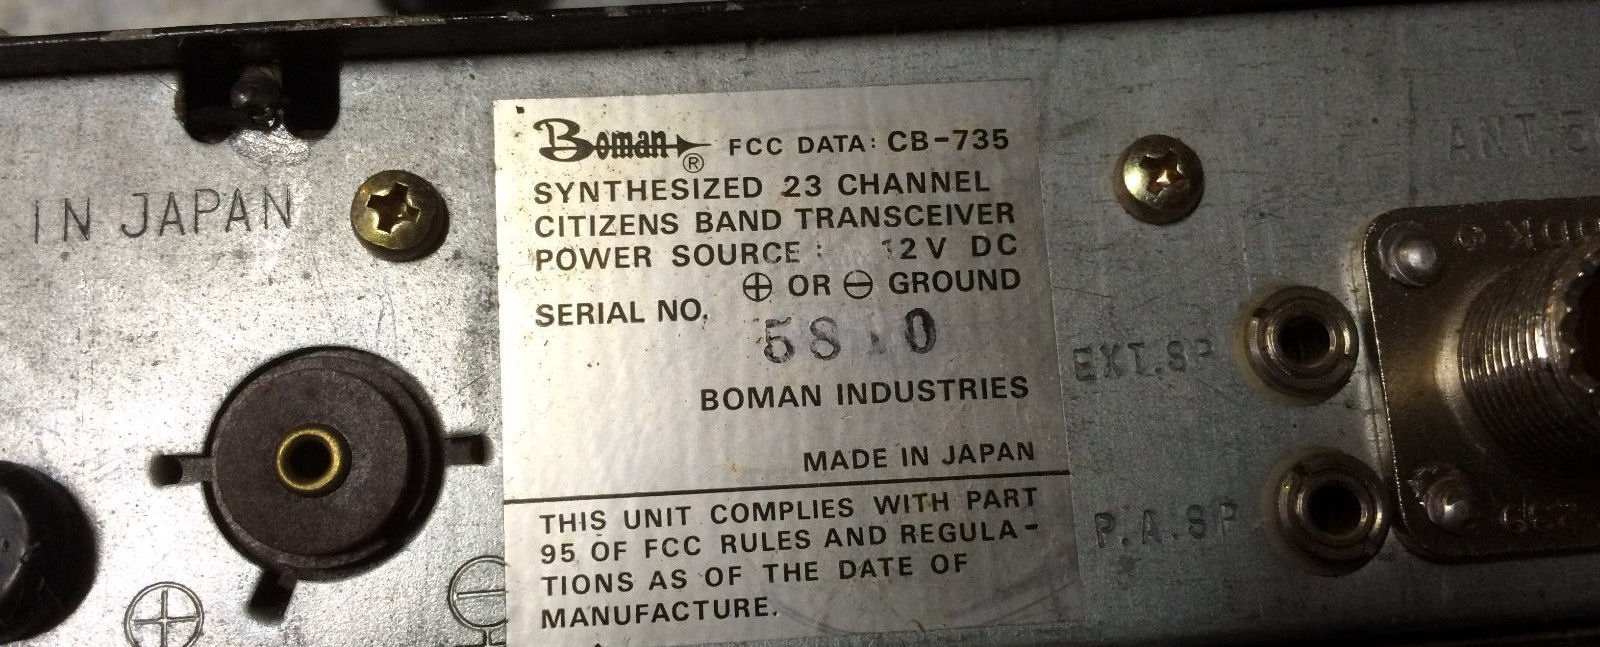 IN JAPAN
Boman ® FCC DATA: CB-735
SYNTHESIZED 23 CHANNEL
CITIZENS BAND TRANSCEIVER
POWER SOURCE: 12V DC
⊕ OR ⊖ GROUND
SERIAL NO.
BOMAN INDUSTRIES
MADE IN JAPAN
THIS UNIT COMPLIES WITH PART
95 OF FCC RULES AND REGULA-
TIONS AS OF THE DATE OF
MANUFACTURE.
EXT.SP
P.A.SP
ANT.